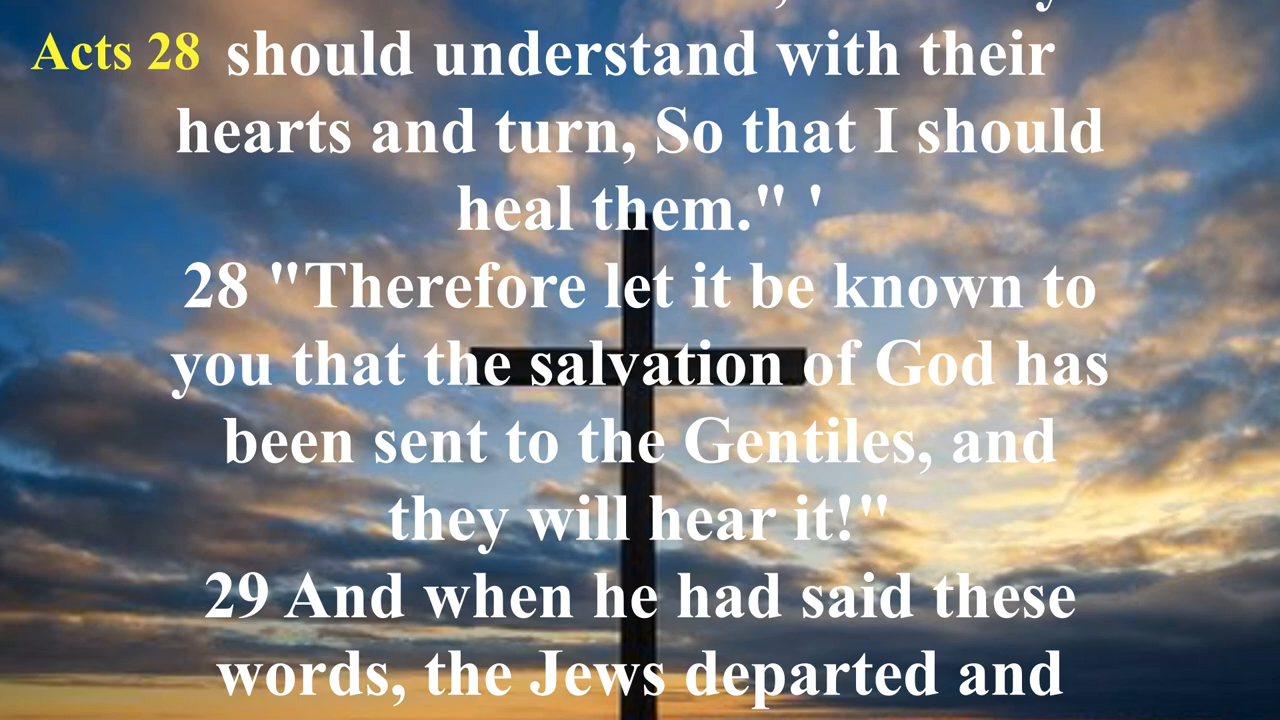 Acts 28 should understand with their
hearts and turn, So that I should
heal them." '
28 "Therefore let it be known to
you that the salvation of God has
been sent to the Gentiles, and
they will hear it!"
29 And when he had said these
words, the Jews departed and